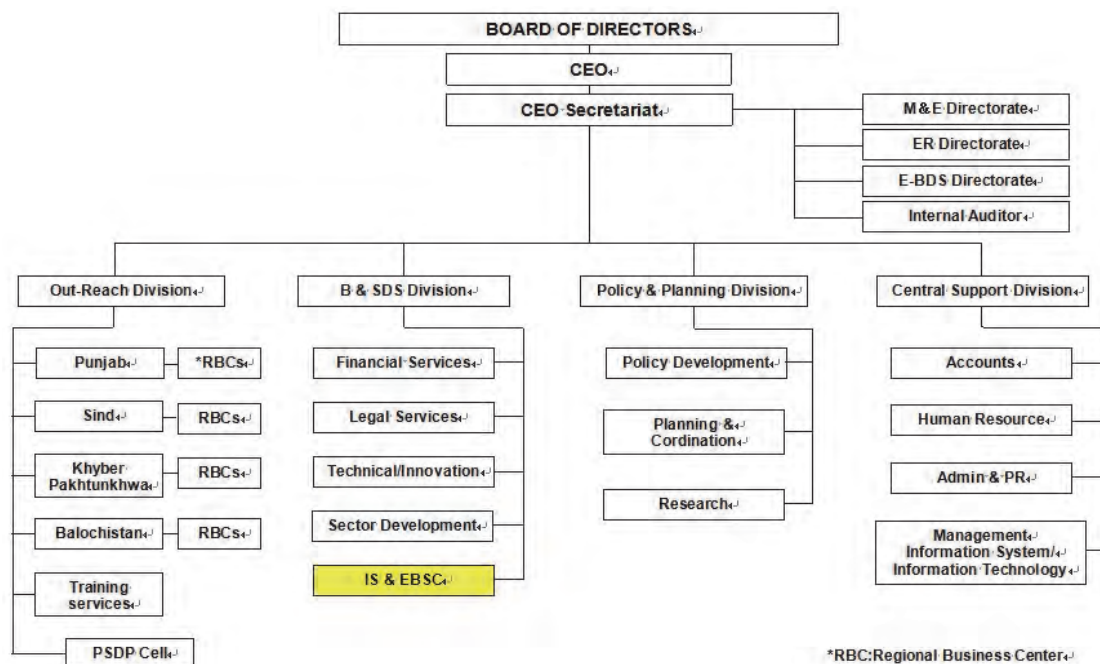 BOARD OF DIRECTORS
CEO
CEO Secretariat
M&E Directorate
ER Directorate
E-BDS Directorate
Internal Auditor
Out-Reach Division
B & SDS Division
Policy & Planning Division
Central Support Division
Punjab
*RBCs
Sind
RBCs
Khyber
Pakhtunkhwa
RBCs
Balochistan
RBCs
Training
services
PSDP Cell
Financial Services
Legal Services
Technical/Innovation
Sector Development
IS & EBSC
Policy Development
Planning &
Cordination
Research
Accounts
Human Resource
Admin & PR
Management
Information System/
Information Technology
*RBC:Regional Business Center